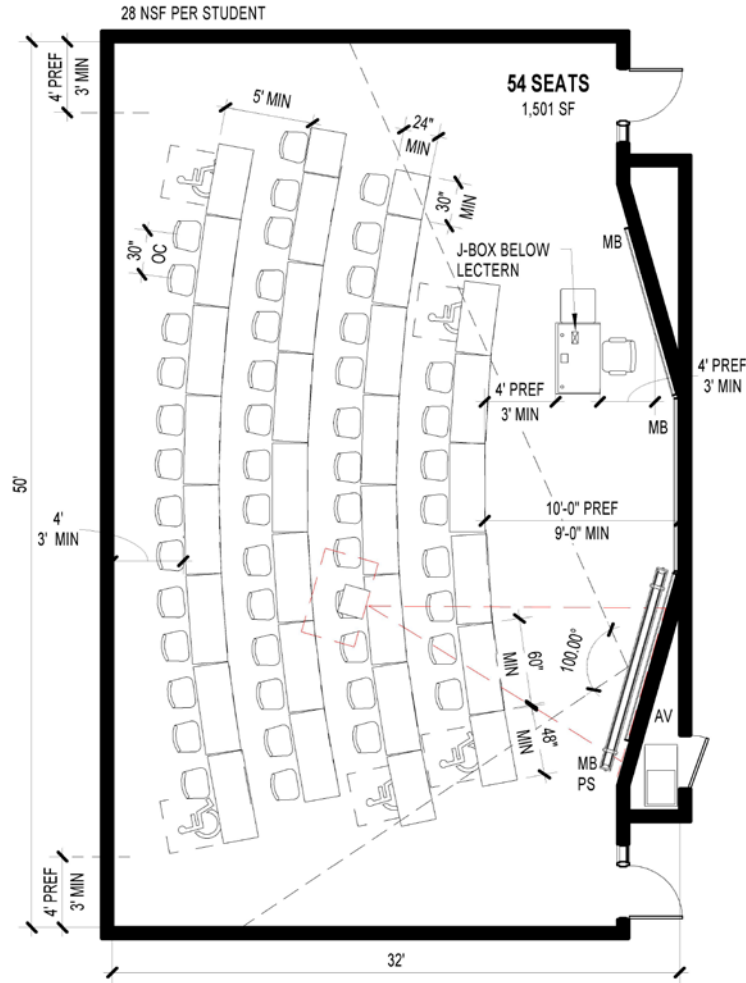 28 NSF PER STUDENT
4' PREF
3' MIN
5' MIN
24"
MIN
54 SEATS
1,501 SF
30"
MIN
30"
OC
J-BOX BELOW
LECTERN
MB
4' PREF
3' MIN
4' PREF
3' MIN
MB
50'
4'
3' MIN
10'-0" PREF
9'-0" MIN
60"
MIN
100.00°
48"
MIN
AV
MB
PS
4' PREF
3' MIN
32'